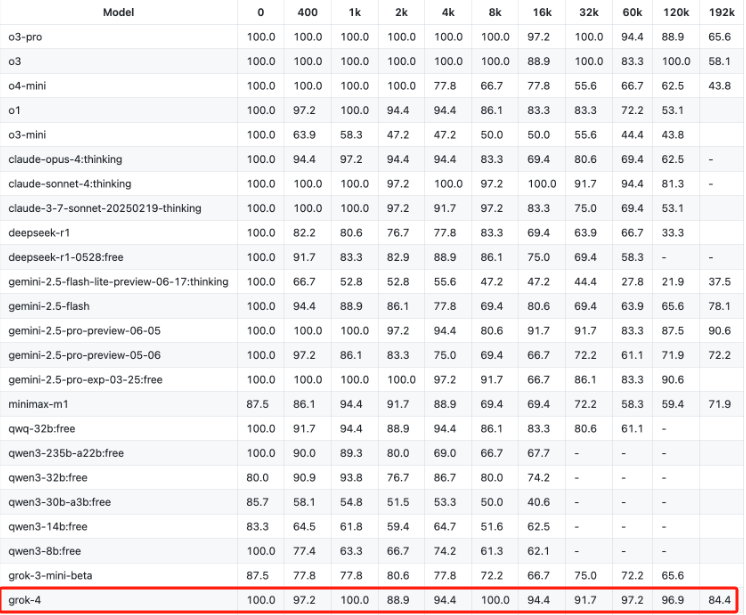 Model 0 400 1k 2k 4k 8k 16k 32k 60k 120k 192k
o3-pro 100.0 100.0 100.0 100.0 100.0 100.0 97.2 100.0 94.4 88.9 65.6
o3 100.0 100.0 100.0 100.0 100.0 100.0 88.9 100.0 83.3 100.0 58.1
o4-mini 100.0 100.0 100.0 100.0 77.8 66.7 77.8 55.6 66.7 62.5 43.8
o1 100.0 97.2 100.0 94.4 94.4 86.1 83.3 83.3 72.2 53.1
o3-mini 100.0 63.9 58.3 47.2 47.2 50.0 50.0 55.6 44.4 43.8
claude-opus-4:thinking 100.0 94.4 97.2 94.4 94.4 83.3 69.4 80.6 69.4 62.5 -
claude-sonnet-4:thinking 100.0 100.0 100.0 97.2 100.0 97.2 100.0 91.7 94.4 81.3 -
claude-3-7-sonnet-20250219-thinking 100.0 100.0 100.0 97.2 91.7 97.2 83.3 75.0 69.4 53.1
deepseek-r1 100.0 82.2 80.6 76.7 77.8 83.3 69.4 63.9 66.7 33.3
deepseek-r1-0528:free 100.0 91.7 83.3 82.9 88.9 86.1 75.0 69.4 58.3 - -
gemini-2.5-flash-lite-preview-06-17:thinking 100.0 66.7 52.8 52.8 55.6 47.2 47.2 44.4 27.8 21.9 37.5
gemini-2.5-flash 100.0 94.4 88.9 86.1 77.8 69.4 80.6 69.4 63.9 65.6 78.1
gemini-2.5-pro-preview-06-05 100.0 100.0 100.0 97.2 94.4 80.6 91.7 91.7 83.3 87.5 90.6
gemini-2.5-pro-preview-05-06 100.0 97.2 86.1 83.3 75.0 69.4 66.7 72.2 61.1 71.9 72.2
gemini-2.5-pro-exp-03-25:free 100.0 100.0 100.0 100.0 97.2 91.7 66.7 86.1 83.3 90.6
minimax-m1 87.5 86.1 94.4 91.7 88.9 69.4 69.4 72.2 58.3 59.4 71.9
qwq-32b:free 100.0 91.7 94.4 88.9 94.4 86.1 83.3 80.6 61.1 -
qwen3-235b-a22b:free 100.0 90.0 89.3 80.0 69.0 66.7 67.7 - - -
qwen3-32b:free 80.0 90.9 93.8 76.7 86.7 80.0 74.2 - - -
qwen3-30b-a3b:free 85.7 58.1 54.8 51.5 53.3 50.0 40.6 - - -
qwen3-14b:free 83.3 64.5 61.8 59.4 64.7 51.6 62.5 - - -
qwen3-8b:free 100.0 77.4 63.3 66.7 74.2 61.3 62.1 - - -
grok-3-mini-beta 87.5 77.8 77.8 80.6 77.8 72.2 66.7 75.0 72.2 65.6
grok-4 100.0 97.2 100.0 88.9 94.4 100.0 94.4 91.7 97.2 96.9 84.4